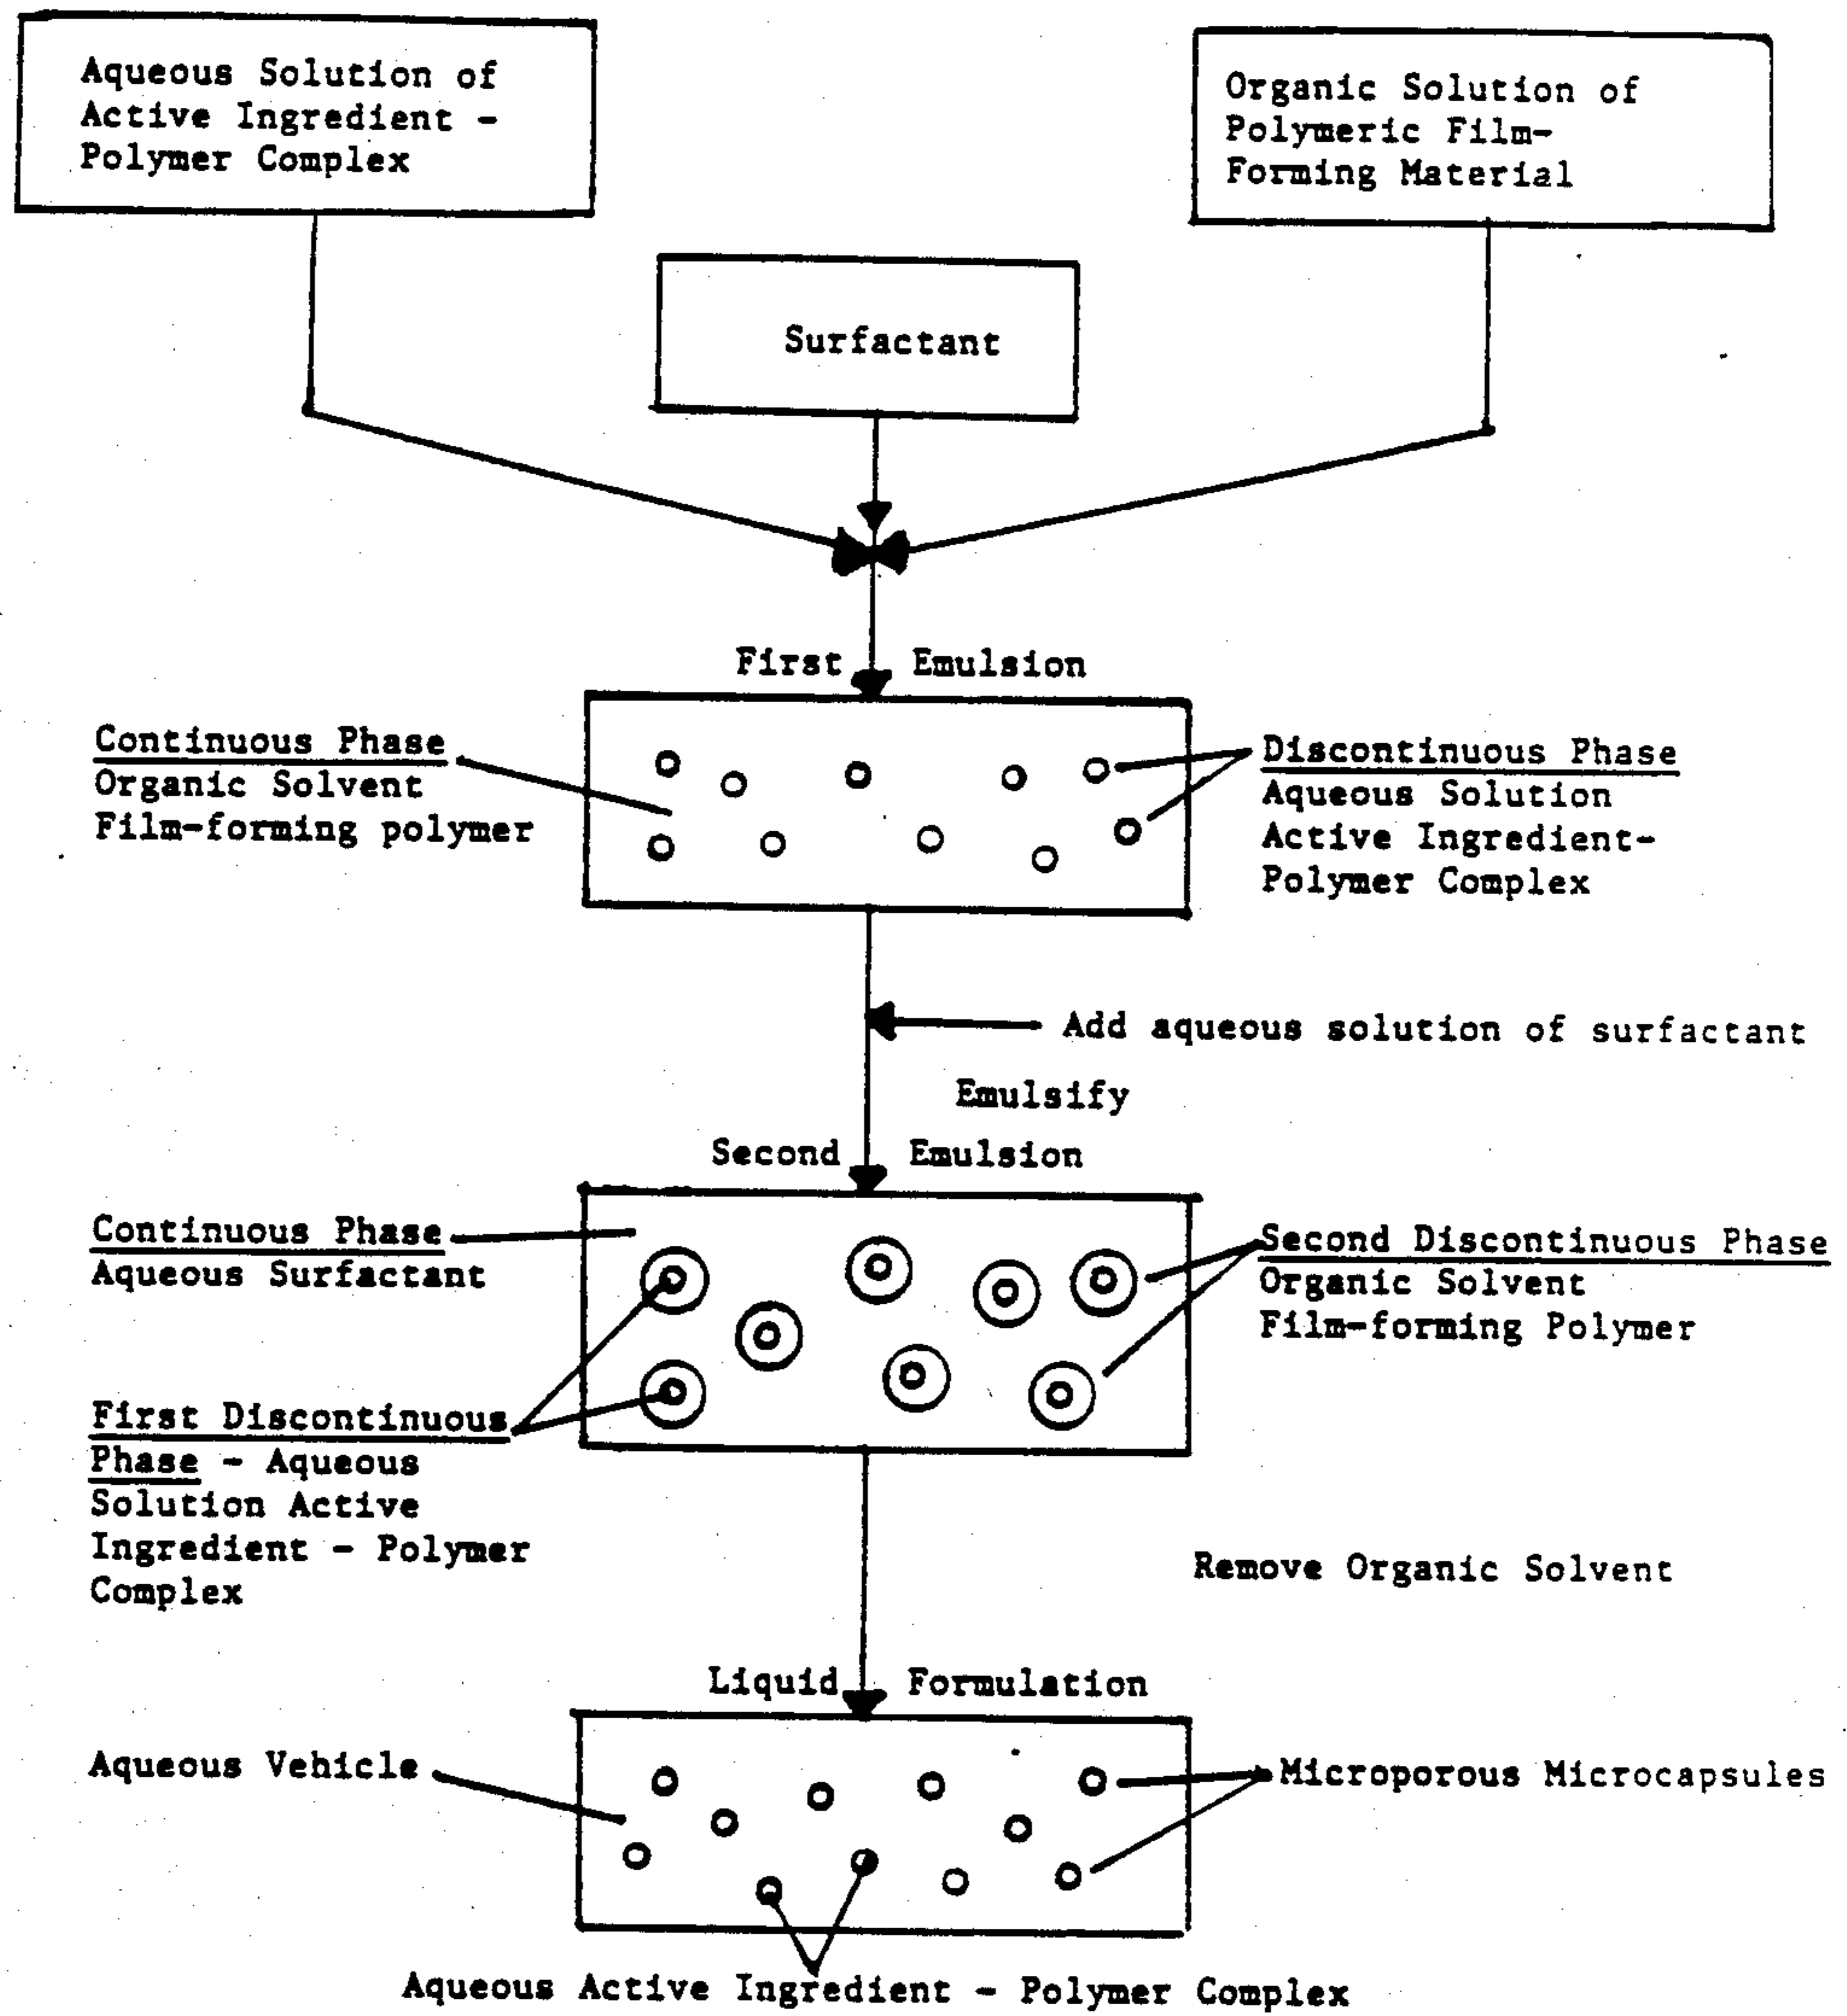 Aqueous Solution of
Active Ingredient -
Polymer Complex
Organic Solution of
Polymeric Film-
Forming Material
Surfactant
First Emulsion
Continuous Phase
Organic Solvent
Film-forming polymer
Discontinuous Phase
Aqueous Solution
Active Ingredient-
Polymer Complex
Add aqueous solution of surfactant
Emulsify
Second Emulsion
Continuous Phase
Aqueous Surfactant
Second Discontinuous Phase
Organic Solvent
Film-forming Polymer
First Discontinuous
Phase - Aqueous
Solution Active
Ingredient - Polymer
Complex
Remove Organic Solvent
Liquid Formulation
Aqueous Vehicle
Microporous Microcapsules
Aqueous Active Ingredient - Polymer Complex